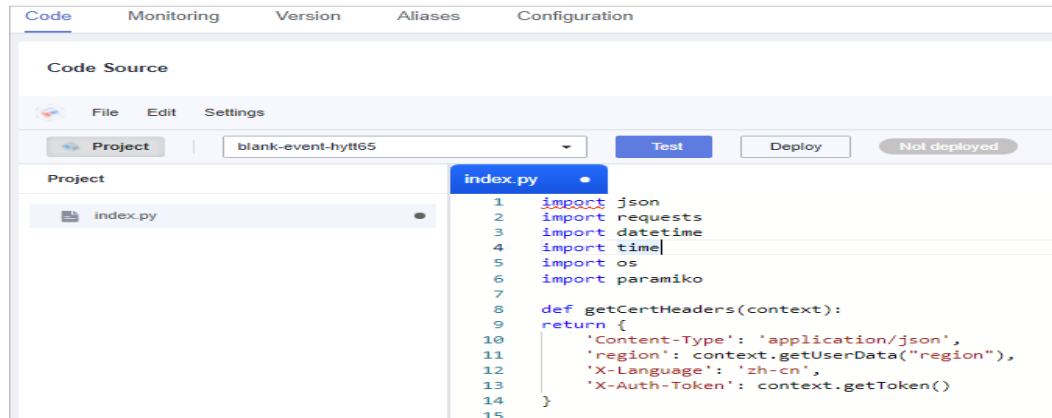 Code Monitoring Version Aliases Configuration
Code Source
File Edit Settings
Project blank-event-hytt65 Test Deploy Not deployed
Project
index.py
index.py
1 import json
2 import requests
3 import datetime
4 import time
5 import os
6 import paramiko
7
8 def getCertHeaders(context):
9 return {
10 'Content-Type': 'application/json',
11 'region': context.getUserData("region"),
12 'X-Language': 'zh-cn',
13 'X-Auth-Token': context.getToken()
14 }
15